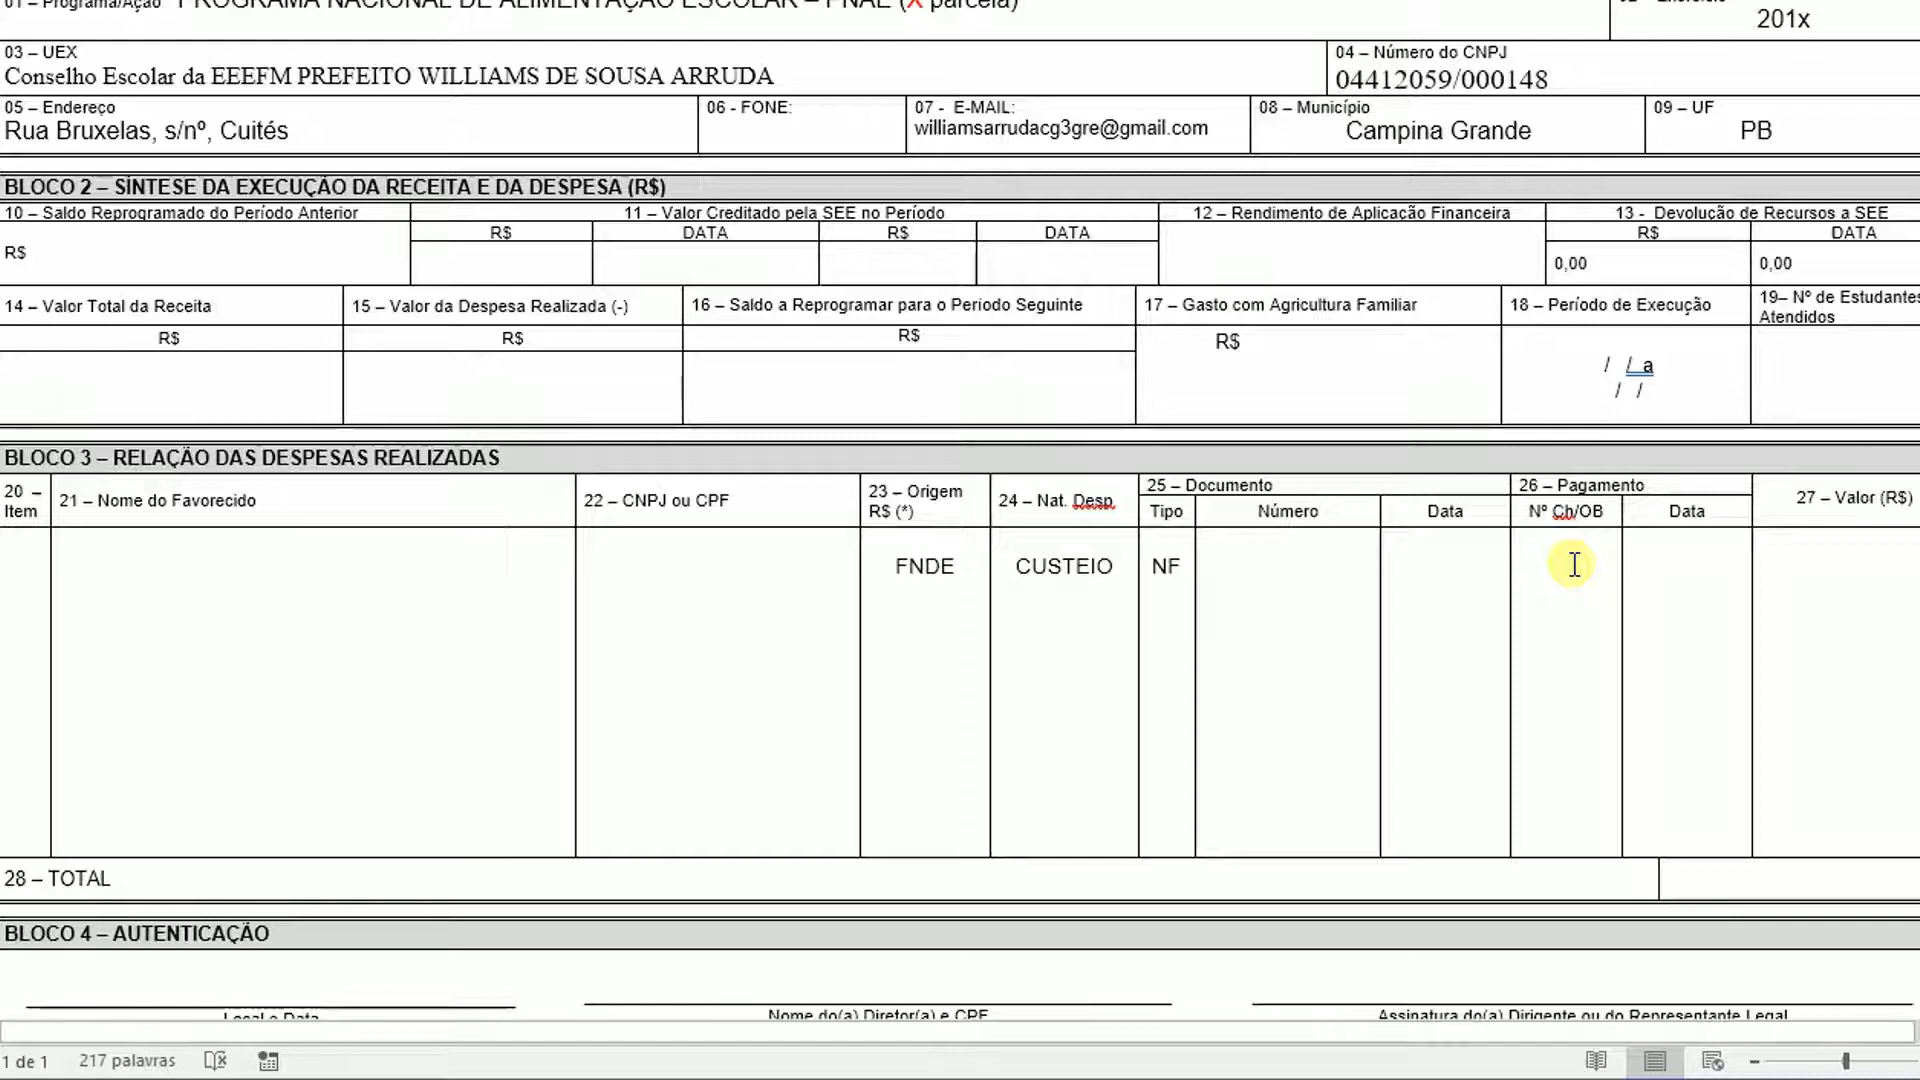 01 – Programa/Ação PROGRAMA NACIONAL DE ALIMENTAÇÃO ESCOLAR – PNAE (X parcela)
201x
03 – UEX
Conselho Escolar da EEEFM PREFEITO WILLIAMS DE SOUSA ARRUDA
04 – Número do CNPJ
04412059/000148
05 – Endereço
Rua Bruxelas, s/nº, Cuités
06 - FONE:
07 - E-MAIL:
williamsarrudacg3gre@gmail.com
08 – Município
Campina Grande
09 – UF
PB
BLOCO 2 – SÍNTESE DA EXECUÇÃO DA RECEITA E DA DESPESA (R$)
10 – Saldo Reprogramado do Período Anterior
R$
11 – Valor Creditado pela SEE no Período
R$ DATA R$ DATA
12 – Rendimento de Aplicação Financeira
13 - Devolução de Recursos a SEE
R$ DATA
0,00 0,00
14 – Valor Total da Receita
R$
15 – Valor da Despesa Realizada (-)
R$
16 – Saldo a Reprogramar para o Período Seguinte
R$
17 – Gasto com Agricultura Familiar
R$
18 – Período de Execução
/ / a
/ /
19– Nº de Estudantes
Atendidos
BLOCO 3 – RELAÇÃO DAS DESPESAS REALIZADAS
20 –
Item
21 – Nome do Favorecido
22 – CNPJ ou CPF
23 – Origem
R$ (*)
24 – Nat. Desp.
25 – Documento
Tipo Número Data
26 – Pagamento
Nº Ch/OB Data
27 – Valor (R$)
FNDE CUSTEIO NF
28 – TOTAL
BLOCO 4 – AUTENTICAÇÃO
Local e Data
Nome do(a) Diretor(a) e CPF
Assinatura do(a) Dirigente ou do Representante Legal
1 de 1 217 palavras